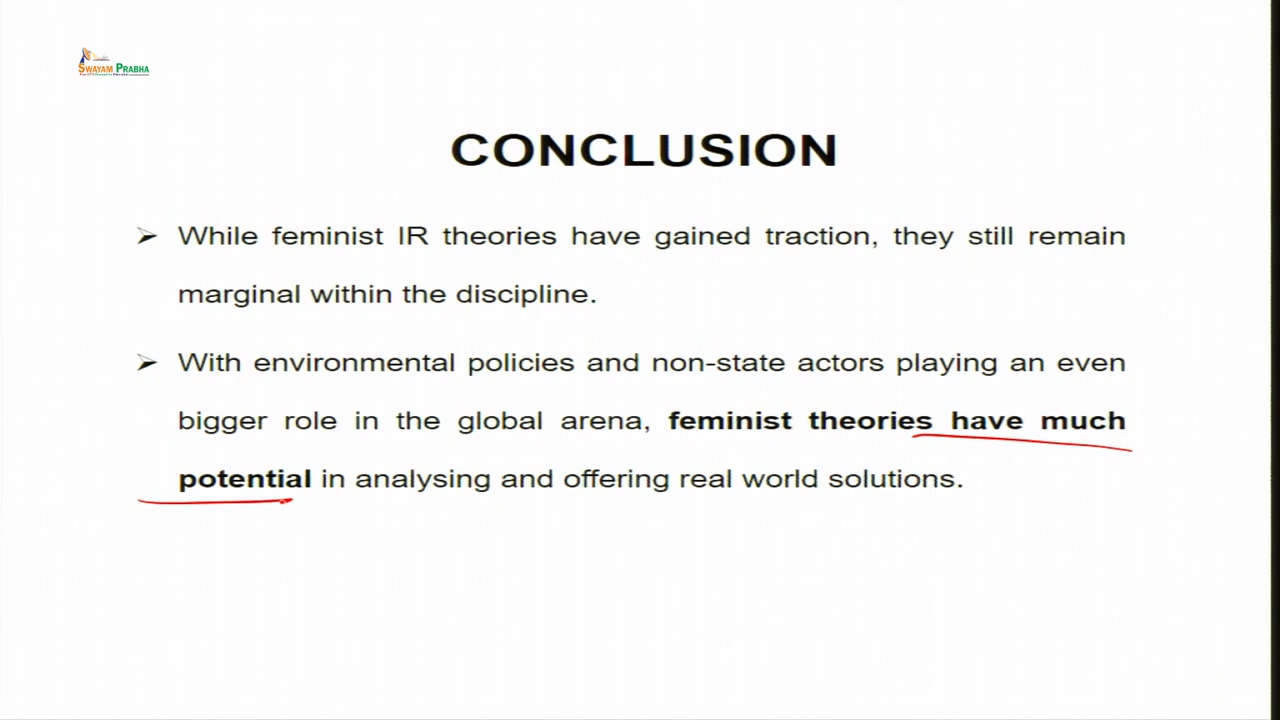 SWAYAM PRABHA
CONCLUSION
➢ While feminist IR theories have gained traction, they still remain
marginal within the discipline.
➢ With environmental policies and non-state actors playing an even
bigger role in the global arena, feminist theories have much
potential in analysing and offering real world solutions.